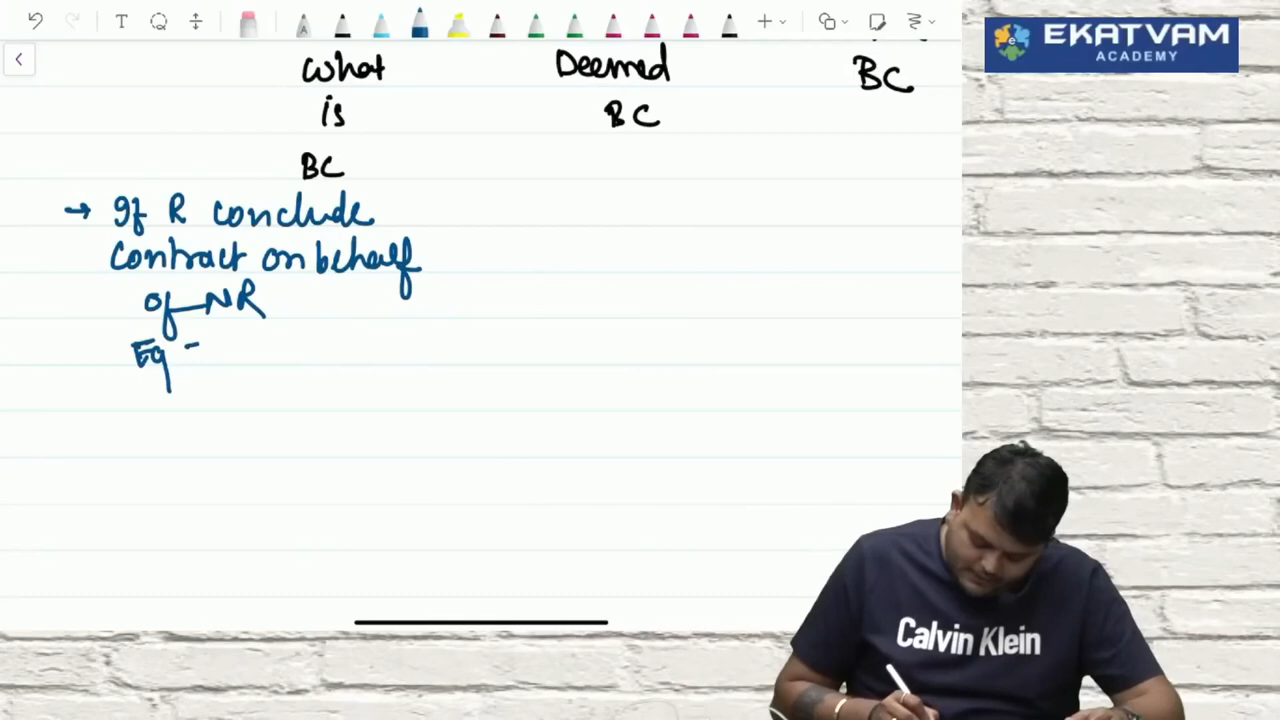 EKATVAM
ACADEMY
What
is
BC
Deemed
BC
BC
→ If R conclude
contract on behalf
of NR
Eg -
Calvin Klein